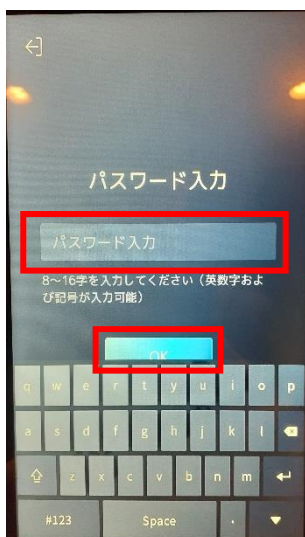 パスワード入力
パスワード入力
8～16字を入力してください（英数字およ
び記号が入力可能）
OK
q w e r t y u i o p
a s d f g h j k l
z x c v b n m
#123 Space .